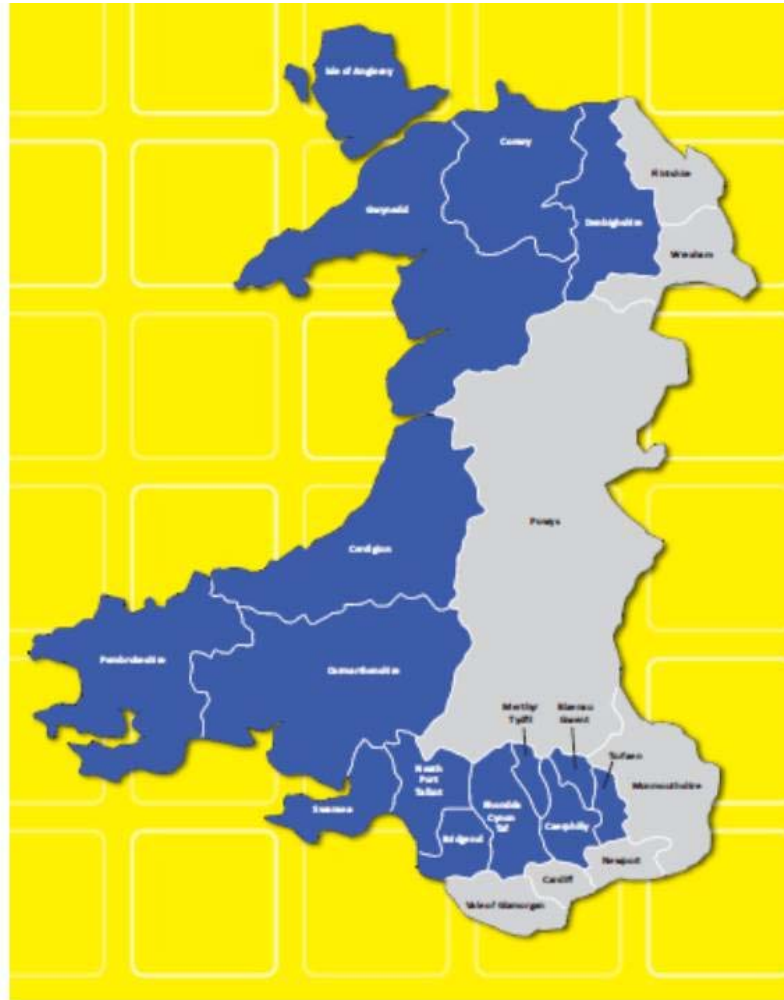 Isle of Anglesey
Conwy
Flintshire
Gwynedd
Denbighshire
Wrexham
Powys
Ceredigion
Pembrokeshire
Carmarthenshire
Merthyr
Tydfil
Blaenau
Gwent
Torfaen
Monmouthshire
Neath
Port
Talbot
Swansea
Rhondda
Cynon
Taf
Bridgend
Caerphilly
Newport
Cardiff
Vale of Glamorgan